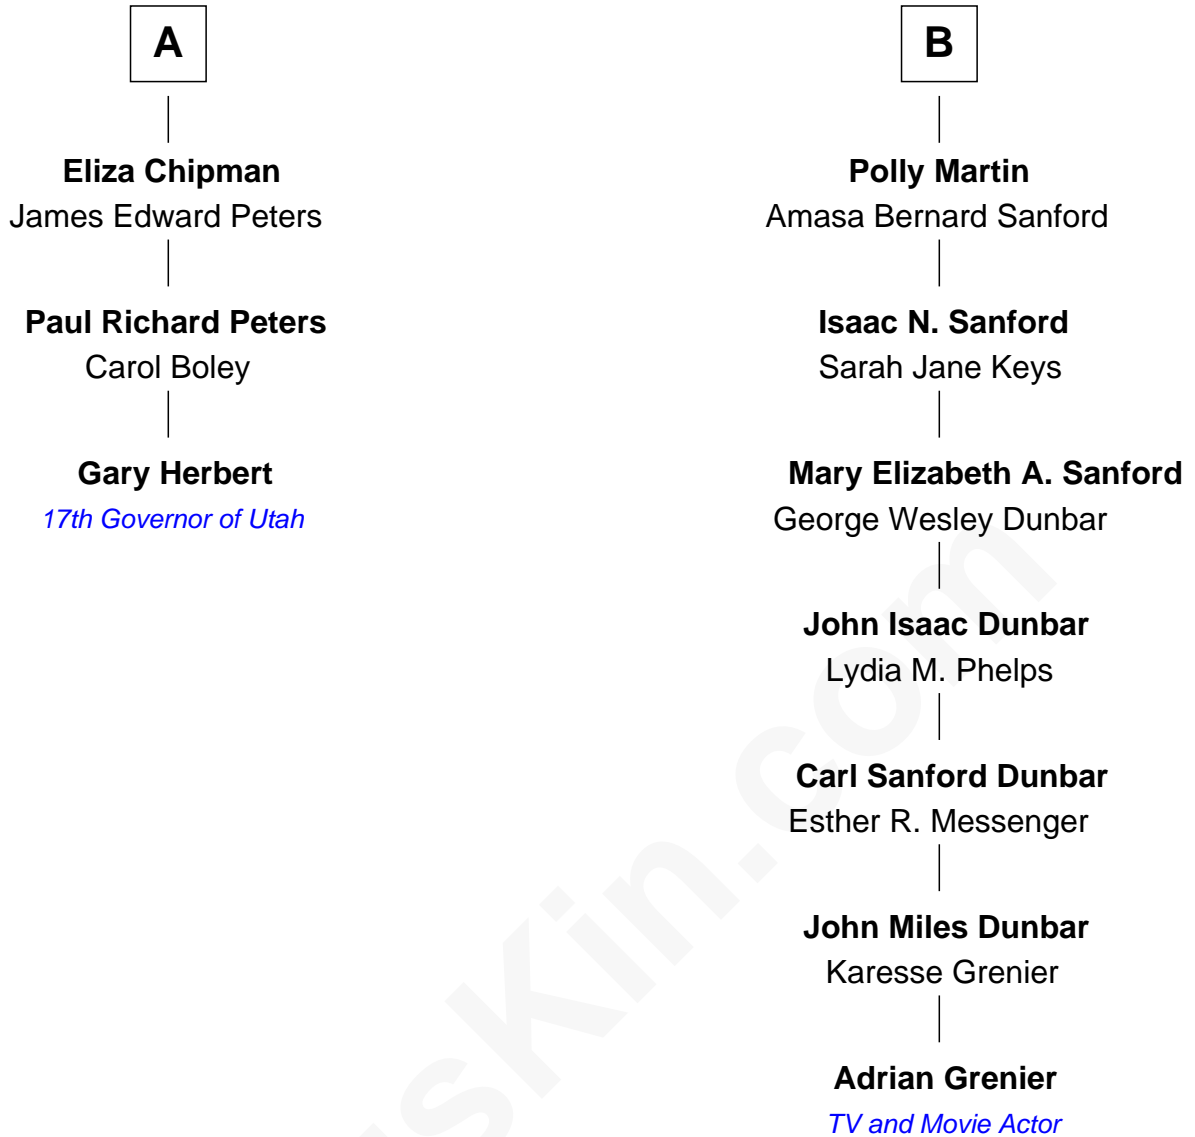 A
Eliza Chipman
James Edward Peters
Paul Richard Peters
Carol Boley
Gary Herbert
17th Governor of Utah
B
Polly Martin
Amasa Bernard Sanford
Isaac N. Sanford
Sarah Jane Keys
Mary Elizabeth A. Sanford
George Wesley Dunbar
John Isaac Dunbar
Lydia M. Phelps
Carl Sanford Dunbar
Esther R. Messenger
John Miles Dunbar
Karesse Grenier
Adrian Grenier
TV and Movie Actor
sKin.com